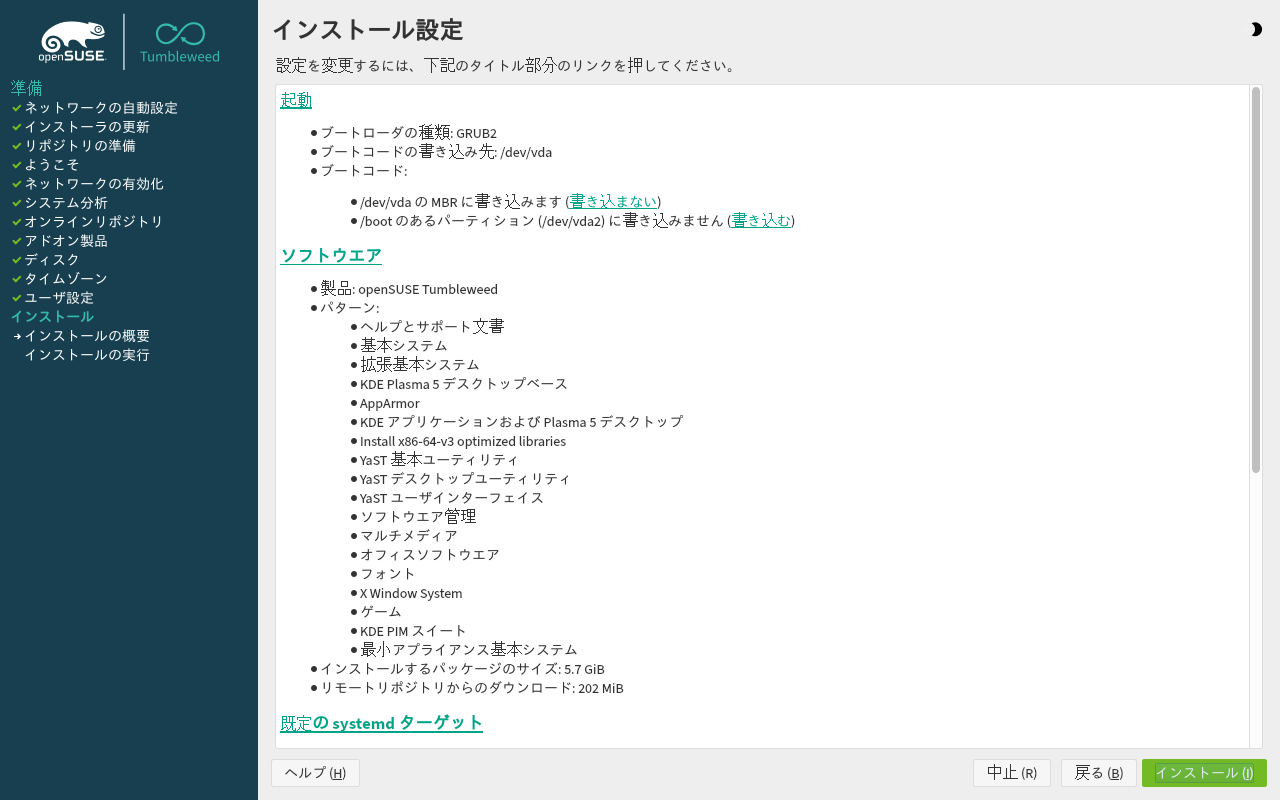 openSUSE
Tumbleweed
準備
ネットワークの自動設定
インストーラの更新
リポジトリの準備
ようこそ
ネットワークの有効化
システム分析
オンラインリポジトリ
アドオン製品
ディスク
タイムゾーン
ユーザ設定
インストール
インストールの概要
インストールの実行
インストール設定
設定を変更するには、下記のタイトル部分のリンクを押してください。
起動
ブートローダの種類: GRUB2
ブートコードの書き込み先: /dev/vda
ブートコード:
/dev/vda の MBR に書き込みます (書き込まない)
/boot のあるパーティション (/dev/vda2) に書き込みません (書き込む)
ソフトウエア
製品: openSUSE Tumbleweed
パターン:
ヘルプとサポート文書
基本システム
拡張基本システム
KDE Plasma 5 デスクトップベース
AppArmor
KDE アプリケーションおよび Plasma 5 デスクトップ
Install x86-64-v3 optimized libraries
YaST 基本ユーティリティ
YaST デスクトップユーティリティ
YaST ユーザインターフェイス
ソフトウエア管理
マルチメディア
オフィスソフトウエア
フォント
X Window System
ゲーム
KDE PIM スイート
最小アプライアンス基本システム
インストールするパッケージのサイズ: 5.7 GiB
リモートリポジトリからのダウンロード: 202 MiB
既定の systemd ターゲット
ヘルプ (H)
中止 (R)
戻る (B)
インストール (I)